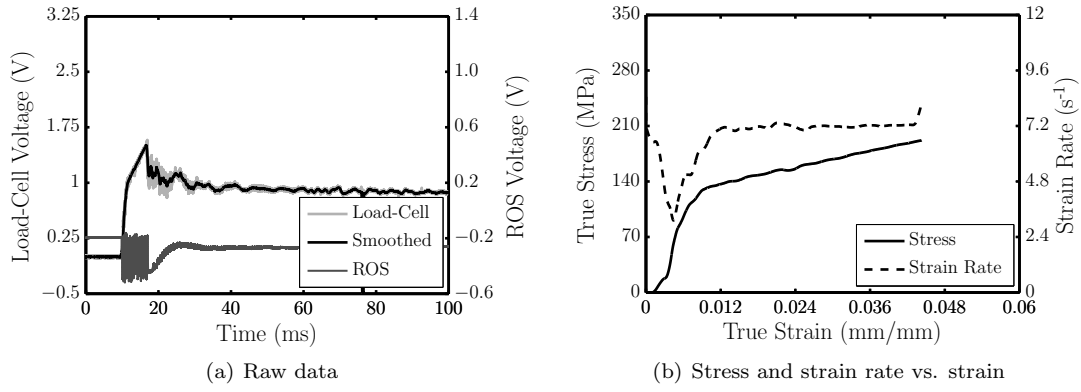 3.25
2.5
1.75
1
0.25
−0.5
Load-Cell Voltage (V)
1.4
1.0
0.6
0.2
−0.2
−0.6
ROS Voltage (V)
Load-Cell
Smoothed
ROS
0 20 40 60 80 100
Time (ms)
(a) Raw data
350
280
210
140
70
0
True Stress (MPa)
12
9.6
7.2
4.8
2.4
0
Strain Rate (s-1)
Stress
Strain Rate
0.012 0.024 0.036 0.048 0.06
True Strain (mm/mm)
(b) Stress and strain rate vs. strain